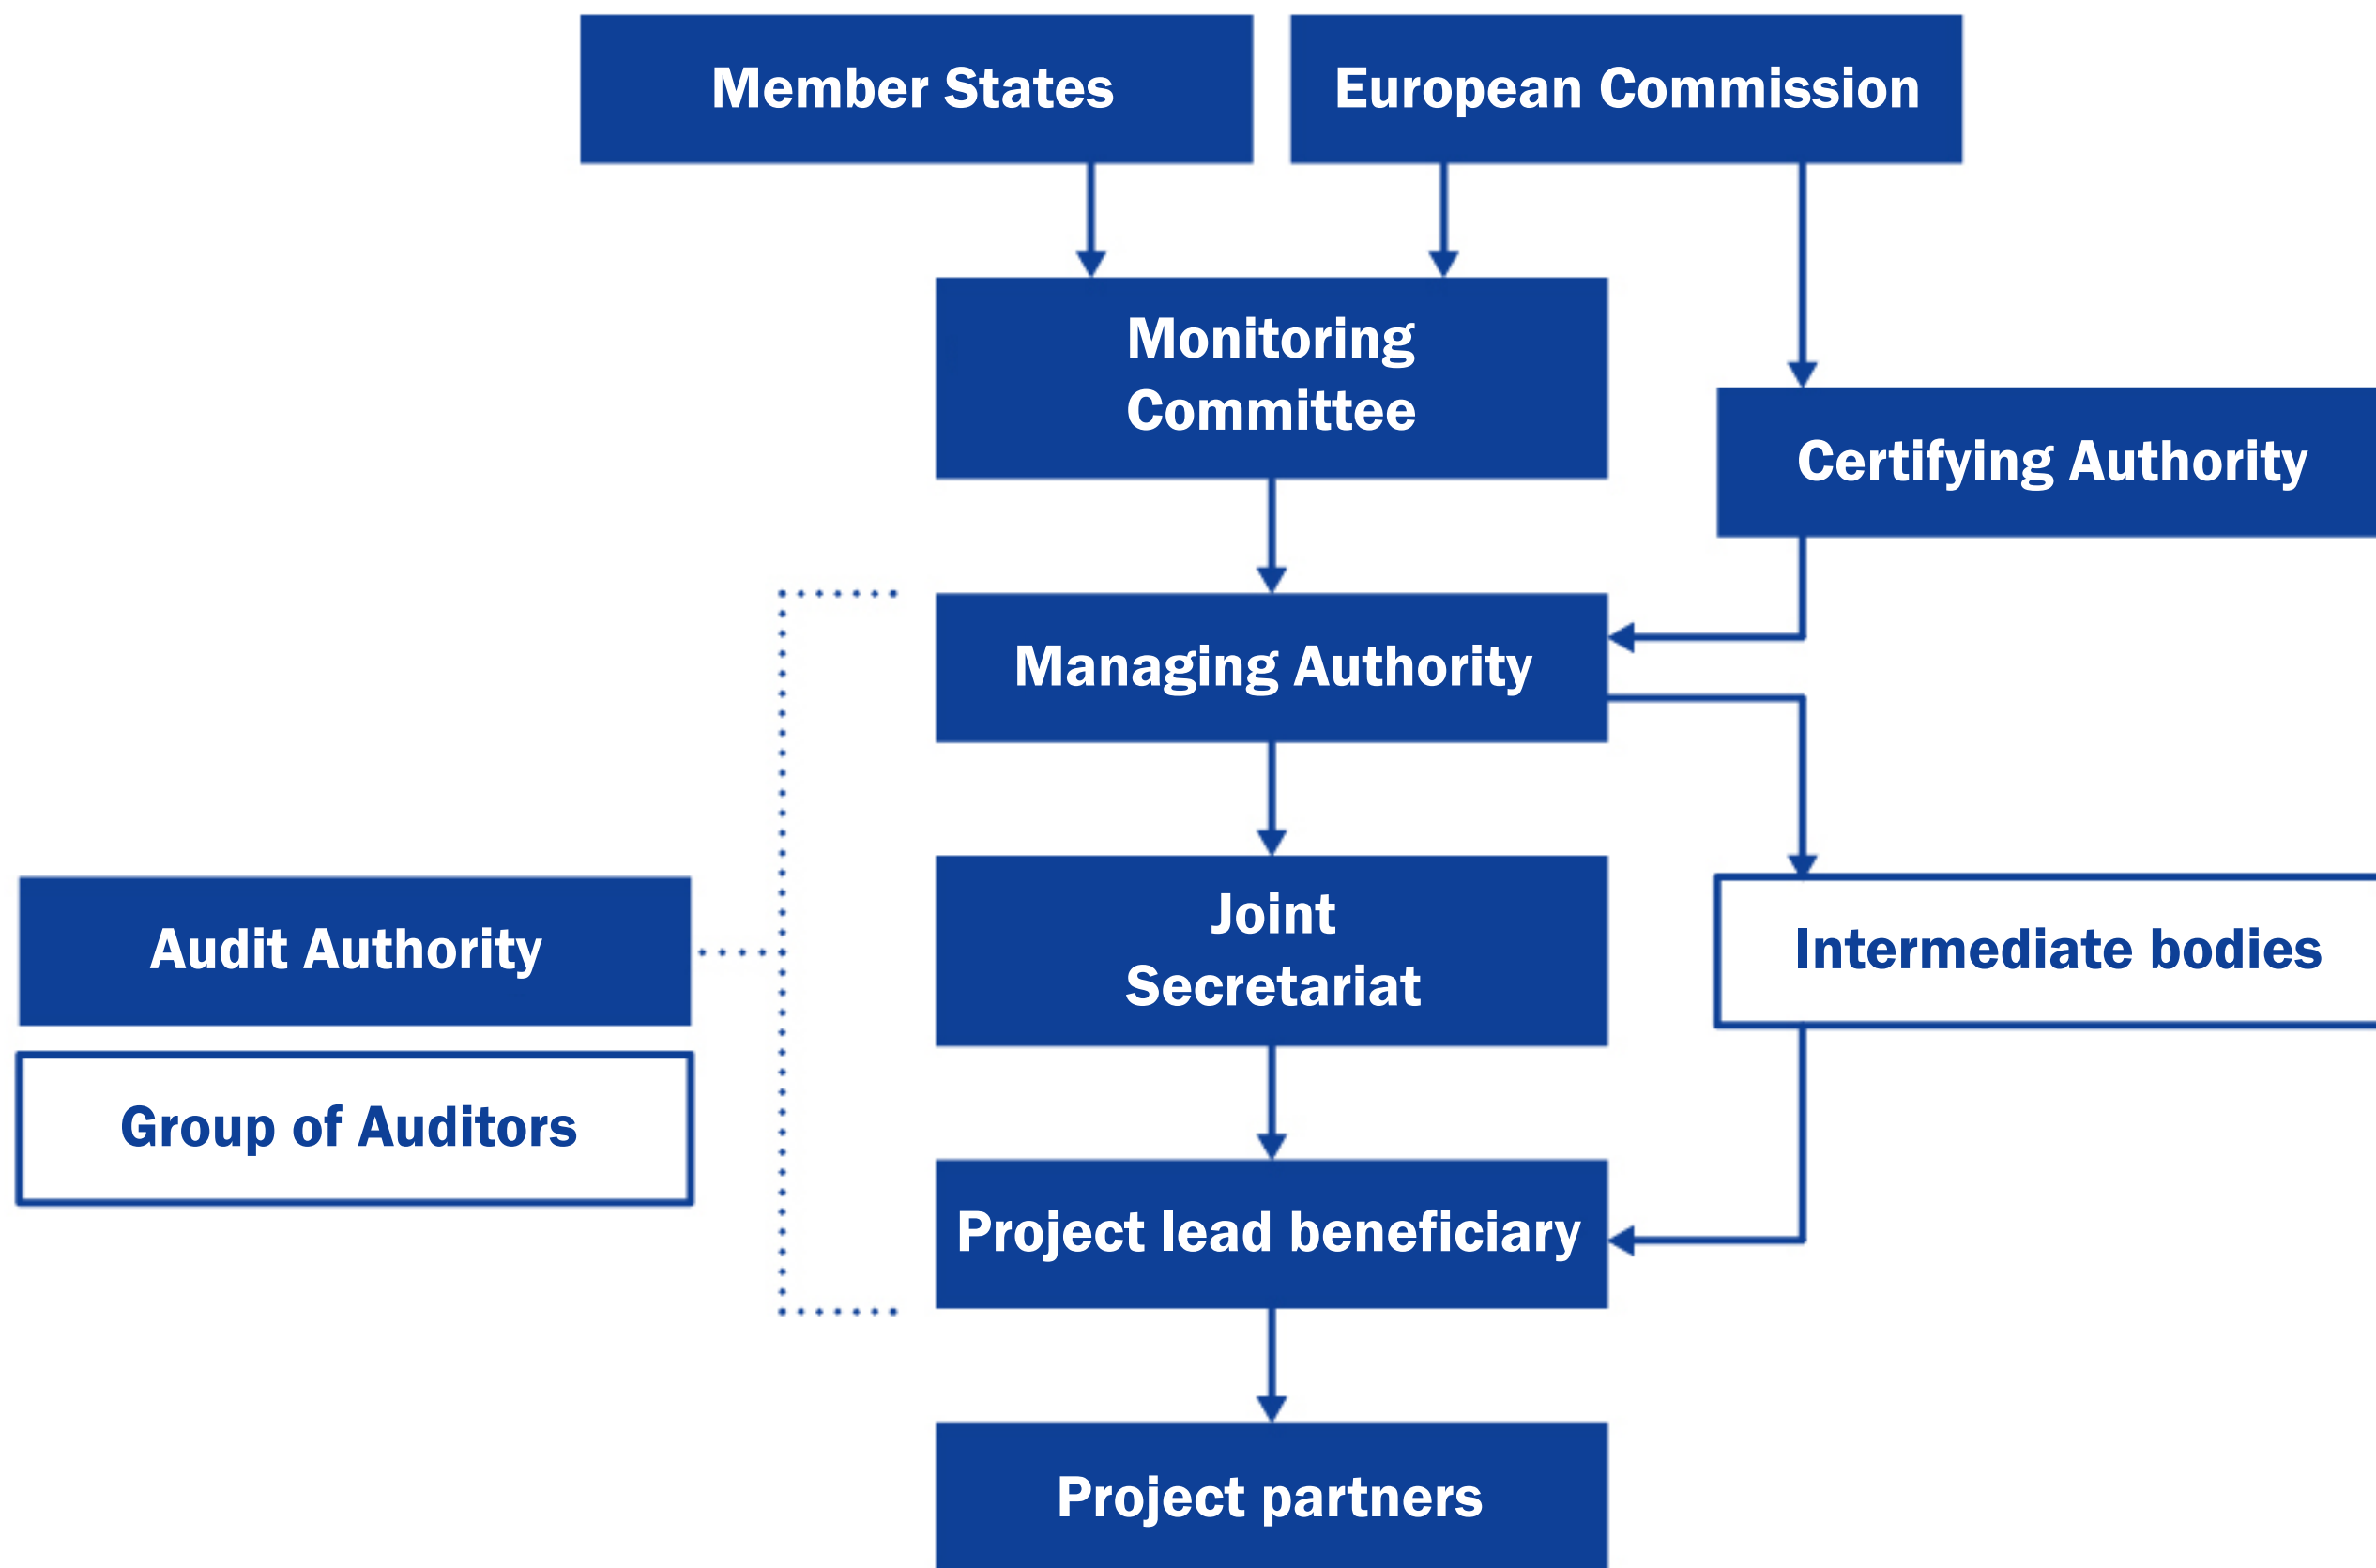 Member States
European Commission
Monitoring
Committee
Certifying Authority
Managing Authority
Joint
Secretariat
Intermediate bodies
Audit Authority
Group of Auditors
Project lead beneficiary
Project partners